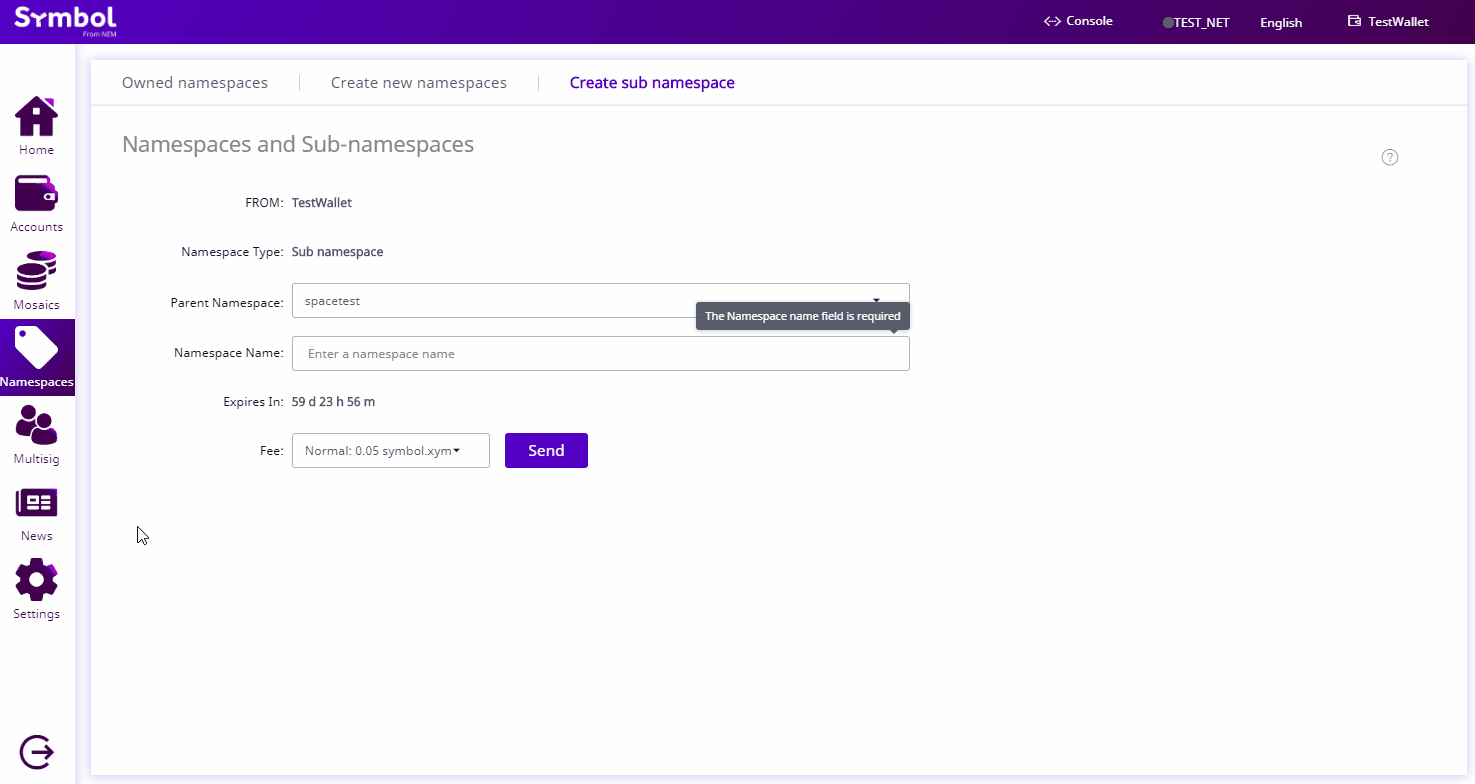 Symbol
From NEM
Console
TEST_NET
English
TestWallet
Owned namespaces
Create new namespaces
Create sub namespace
Home
Accounts
Mosaics
Namespaces
Multisig
News
Settings
Namespaces and Sub-namespaces
?
FROM: TestWallet
Namespace Type: Sub namespace
Parent Namespace: spacetest
The Namespace name field is required
Namespace Name: Enter a namespace name
Expires In: 59 d 23 h 56 m
Fee: Normal: 0.05 symbol.xym
Send